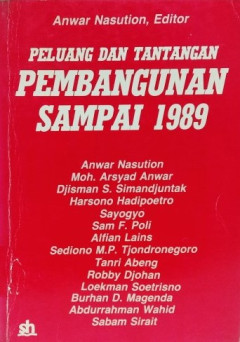 Anwar Nasution, Editor
PELUANG DAN TANTANGAN
PEMBANGUNAN
SAMPAI 1989
Anwar Nasution
Moh. Arsyad Anwar
Djisman S. Simandjuntak
Harsono Hadipoetro
Sayogyo
Sam F. Poli
Alfian Lains
Sediono M.P. Tjondronegoro
Tanri Abeng
Robby Djohan
Loekman Soetrisno
Burhan D. Magenda
Abdurrahman Wahid
Sabam Sirait
sh